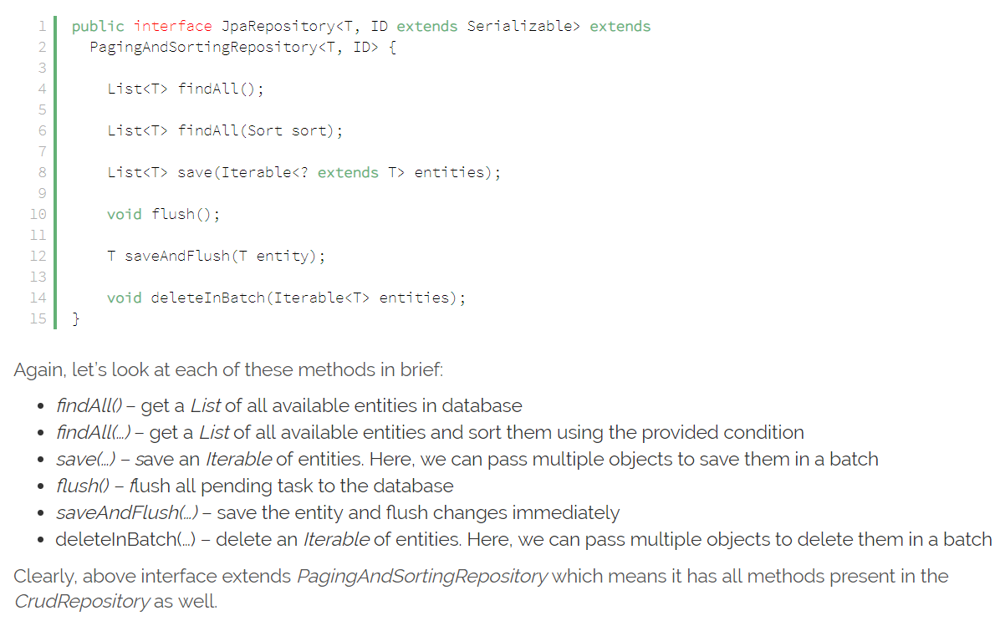 1 public interface JpaRepository<T, ID extends Serializable> extends
2 PagingAndSortingRepository<T, ID> {
3
4 List<T> findAll();
5
6 List<T> findAll(Sort sort);
7
8 List<T> save(Iterable<? extends T> entities);
9
10 void flush();
11
12 T saveAndFlush(T entity);
13
14 void deleteInBatch(Iterable<T> entities);
15 }
Again, let's look at each of these methods in brief:
• findAll() – get a List of all available entities in database
• findAll(…) – get a List of all available entities and sort them using the provided condition
• save(…) – save an Iterable of entities. Here, we can pass multiple objects to save them in a batch
• flush() – flush all pending task to the database
• saveAndFlush(…) – save the entity and flush changes immediately
• deleteInBatch(…) – delete an Iterable of entities. Here, we can pass multiple objects to delete them in a batch
Clearly, above interface extends PagingAndSortingRepository which means it has all methods present in the
CrudRepository as well.